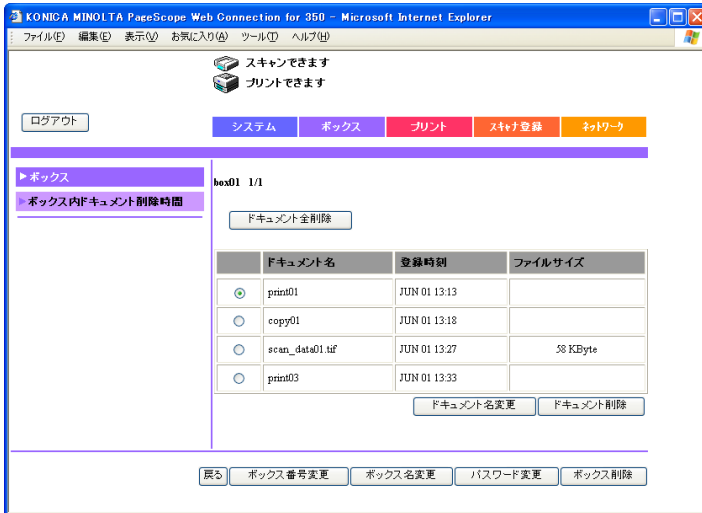 KONICA MINOLTA PageScope Web Connection for 350 - Microsoft Internet Explorer
ファイル(F) 編集(E) 表示(V) お気に入り(A) ツール(T) ヘルプ(H)
スキャンできます
プリントできます
ログアウト
システム ボックス プリント スキャナ登録 ネットワーク
ボックス
ボックス内ドキュメント削除時間
box01 1/1
ドキュメント全削除
ドキュメント名 登録時刻 ファイルサイズ
print01 JUN 01 13:13
copy01 JUN 01 13:18
scan_data01.tif JUN 01 13:27 58 KByte
print03 JUN 01 13:33
ドキュメント名変更 ドキュメント削除
戻る ボックス番号変更 ボックス名変更 パスワード変更 ボックス削除